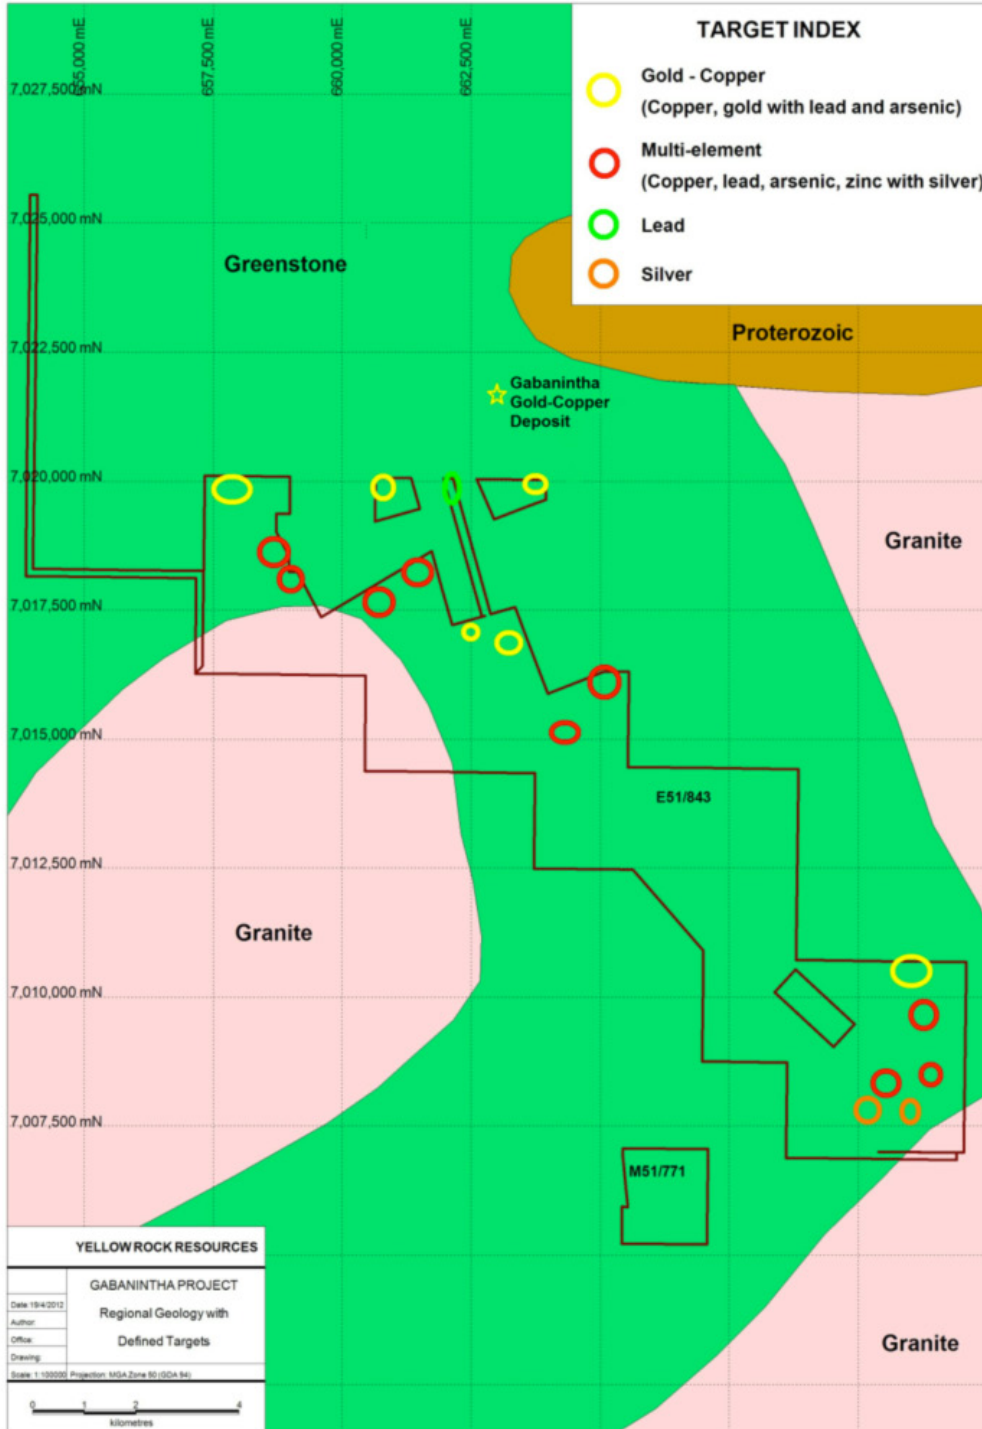 655,000 mE
657,500 mE
660,000 mE
662,500 mE
TARGET INDEX
Gold - Copper
(Copper, gold with lead and arsenic)
Multi-element
(Copper, lead, arsenic, zinc with silver)
Lead
Silver
7,027,500 mN
7,025,000 mN
Greenstone
Proterozoic
7,022,500 mN
Gabanintha
Gold-Copper
Deposit
7,020,000 mN
Granite
7,017,500 mN
7,015,000 mN
E51/843
7,012,500 mN
Granite
7,010,000 mN
7,007,500 mN
M51/771
YELLOW ROCK RESOURCES
GABANINTHA PROJECT
Regional Geology with
Defined Targets
Date: 19/4/2012
Author:
Office:
Drawing:
Scale: 1:100000 Projection: MGA Zone 50 (GDA 94)
0 1 2 4
kilometres
Granite